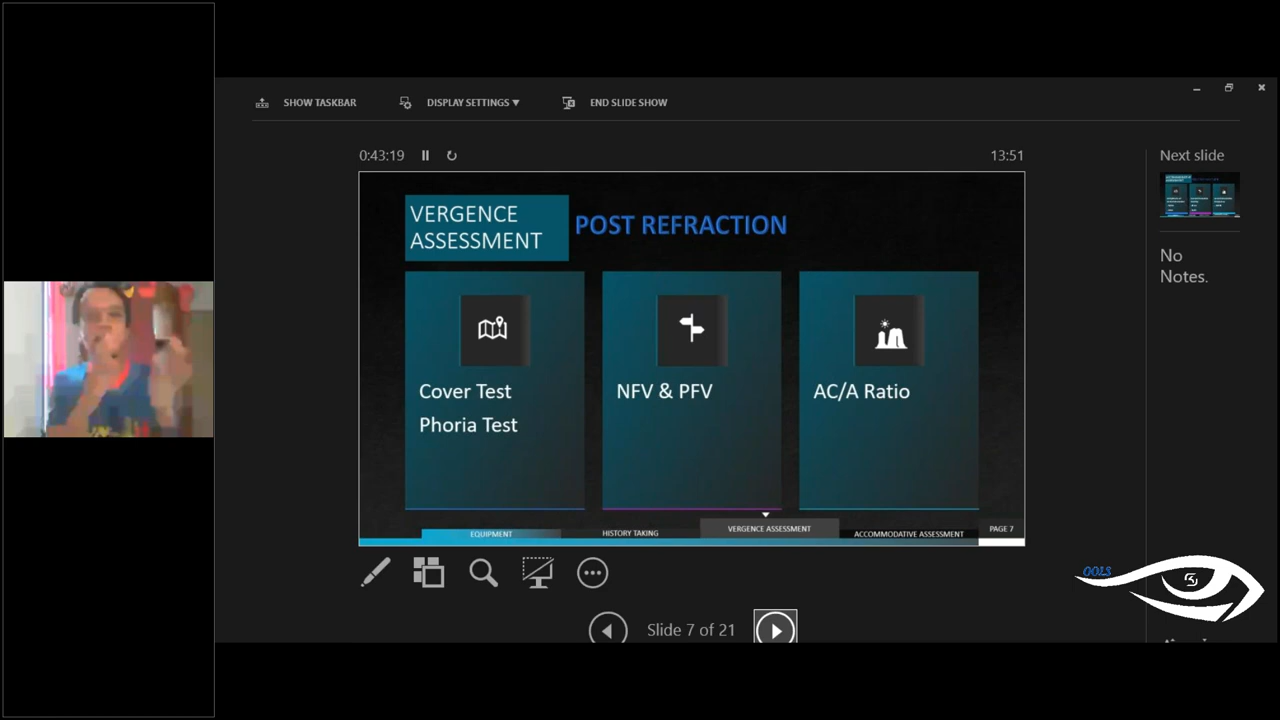 SHOW TASKBAR
DISPLAY SETTINGS ▼
END SLIDE SHOW
0:43:19
13:51
Next slide
No
Notes.
VERGENCE
ASSESSMENT
POST REFRACTION
Cover Test
Phoria Test
NFV & PFV
AC/A Ratio
EQUIPMENT
HISTORY TAKING
VERGENCE ASSESSMENT
ACCOMMODATIVE ASSESSMENT
PAGE 7
Slide 7 of 21
OOLS